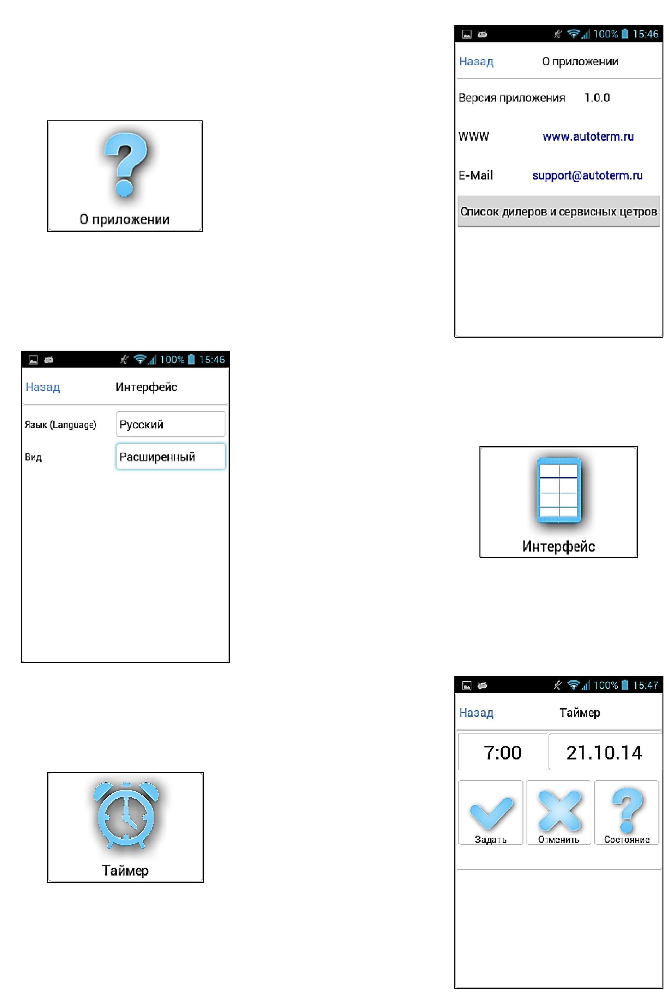 100% 15:46
Назад О приложении
Версия приложения 1.0.0
WWW www.autoterm.ru
E-Mail support@autoterm.ru
Список дилеров и сервисных цетров
О приложении
100% 15:46
Назад Интерфейс
Язык (Language) Русский
Вид Расширенный
Интерфейс
100% 15:47
Назад Таймер
7:00 21.10.14
Задать Отменить Состояние
Таймер